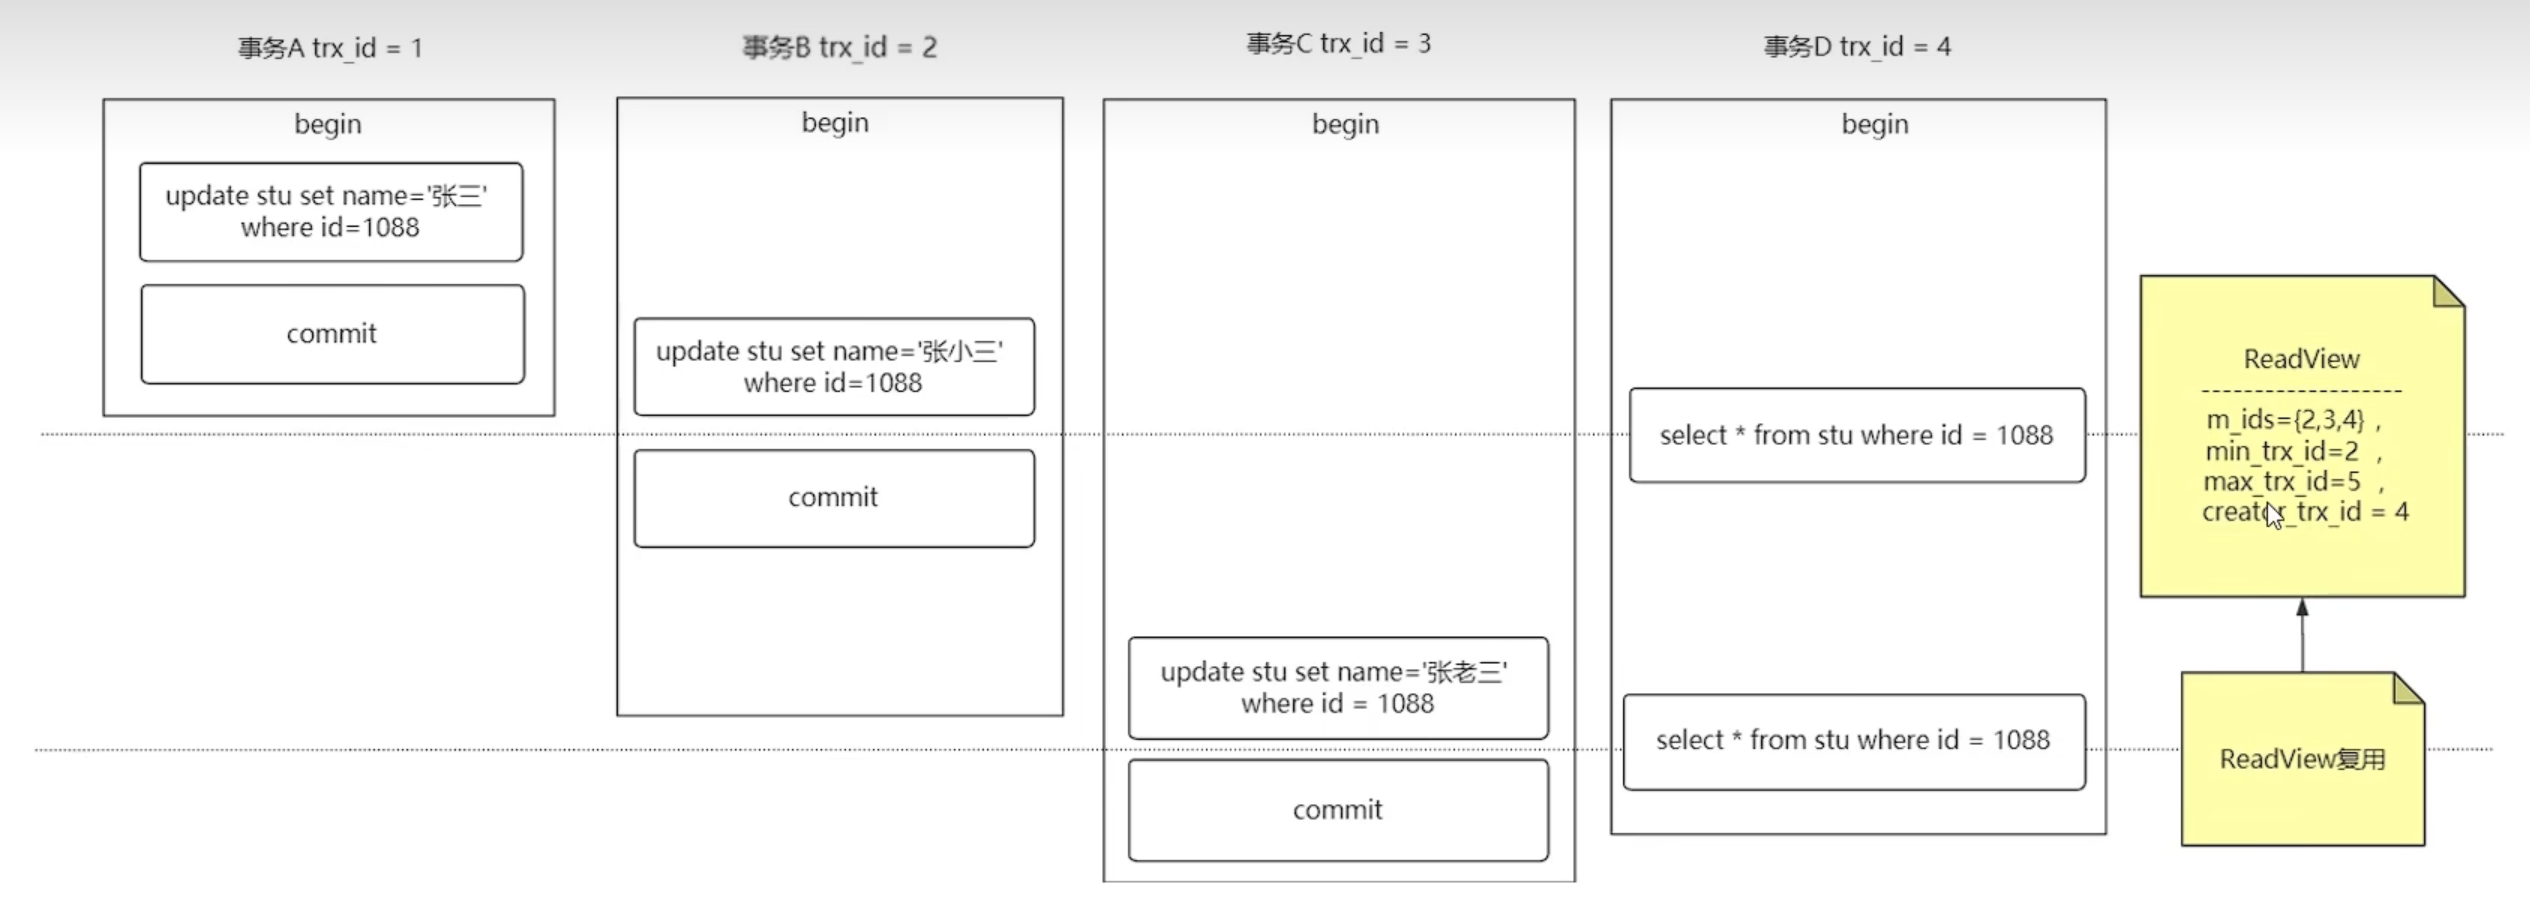 事务A trx_id = 1
begin
update stu set name='张三'
where id=1088
commit
事务B trx_id = 2
begin
update stu set name='张小三'
where id=1088
commit
事务C trx_id = 3
begin
update stu set name='张老三'
where id = 1088
commit
事务D trx_id = 4
begin
select * from stu where id = 1088
select * from stu where id = 1088
ReadView
-------------------
m_ids={2,3,4} ,
min_trx_id=2 ,
max_trx_id=5 ,
creator_trx_id = 4
ReadView复用